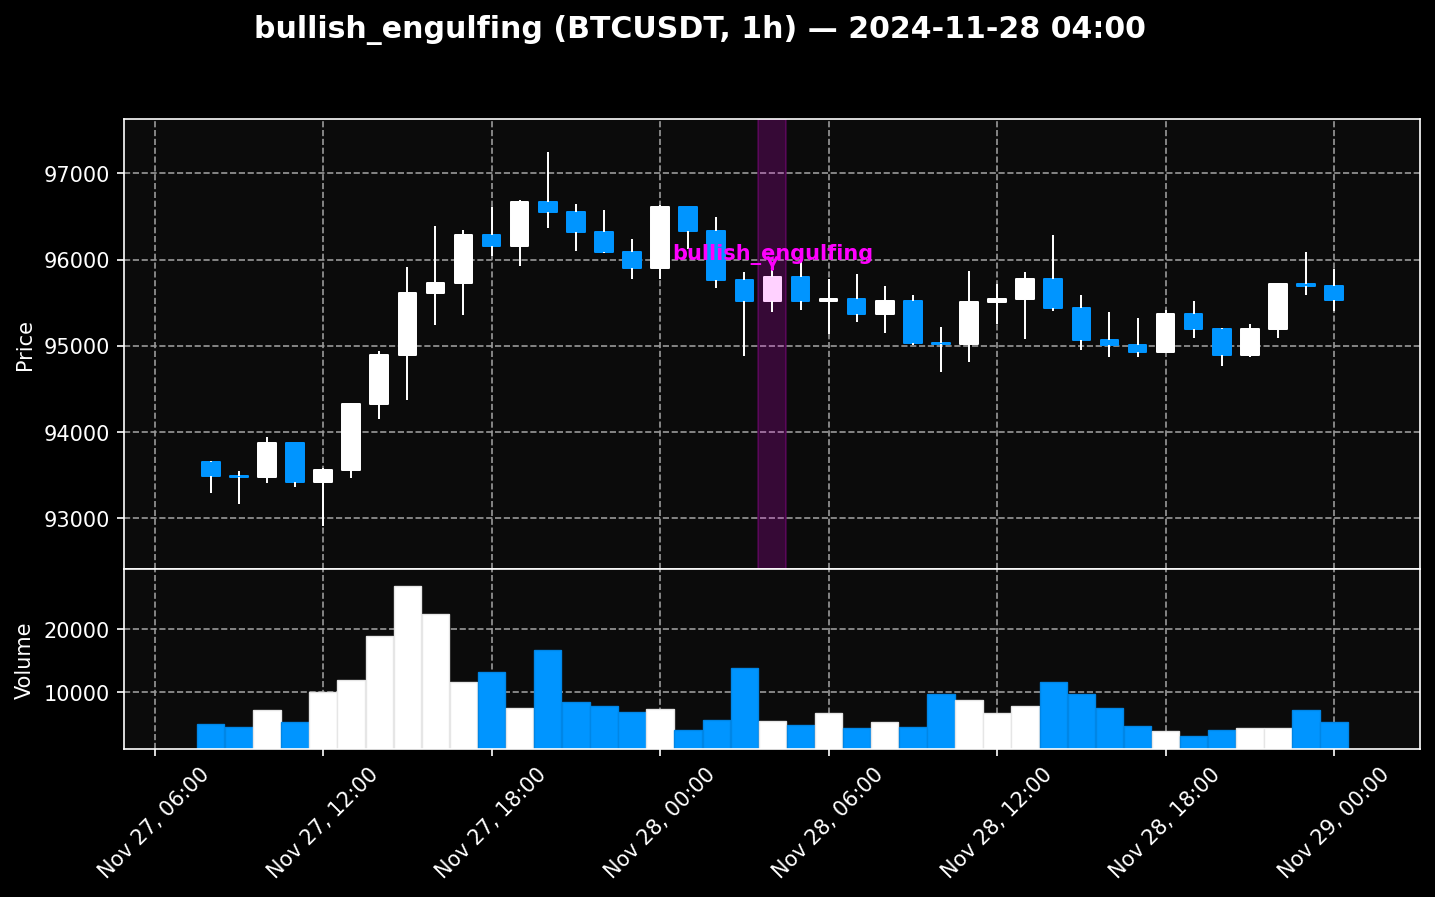 bullish_engulfing (BTCUSDT, 1h) — 2024-11-28 04:00
97000
96000
95000
94000
93000
Price
bullish_engulfing
20000
10000
Volume
Nov 27, 06:00
Nov 27, 12:00
Nov 27, 18:00
Nov 28, 00:00
Nov 28, 06:00
Nov 28, 12:00
Nov 28, 18:00
Nov 29, 00:00